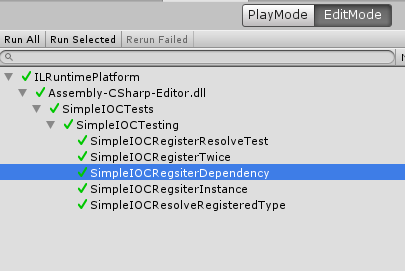 PlayMode EditMode
Run All Run Selected Rerun Failed
ILRuntimePlatform
Assembly-CSharp-Editor.dll
SimpleIOCTests
SimpleIOCTesting
SimpleIOCRegisterResolveTest
SimpleIOCRegisterTwice
SimpleIOCRegsiterDependency
SimpleIOCRegsiterInstance
SimpleIOCResolveRegisteredType